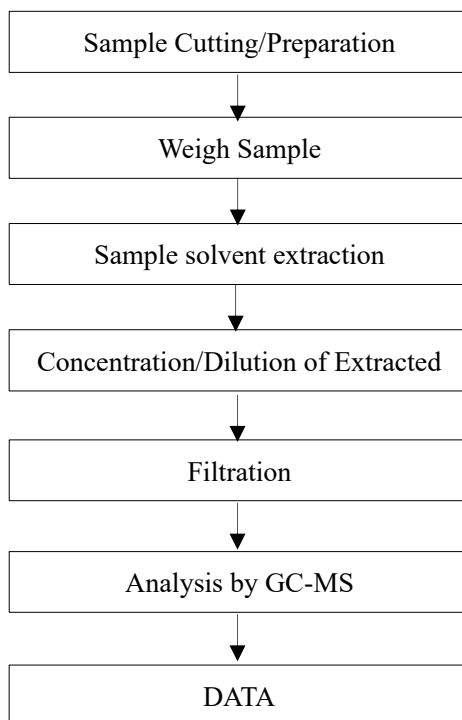 Sample Cutting/Preparation
Weigh Sample
Sample solvent extraction
Concentration/Dilution of Extracted
Filtration
Analysis by GC-MS
DATA